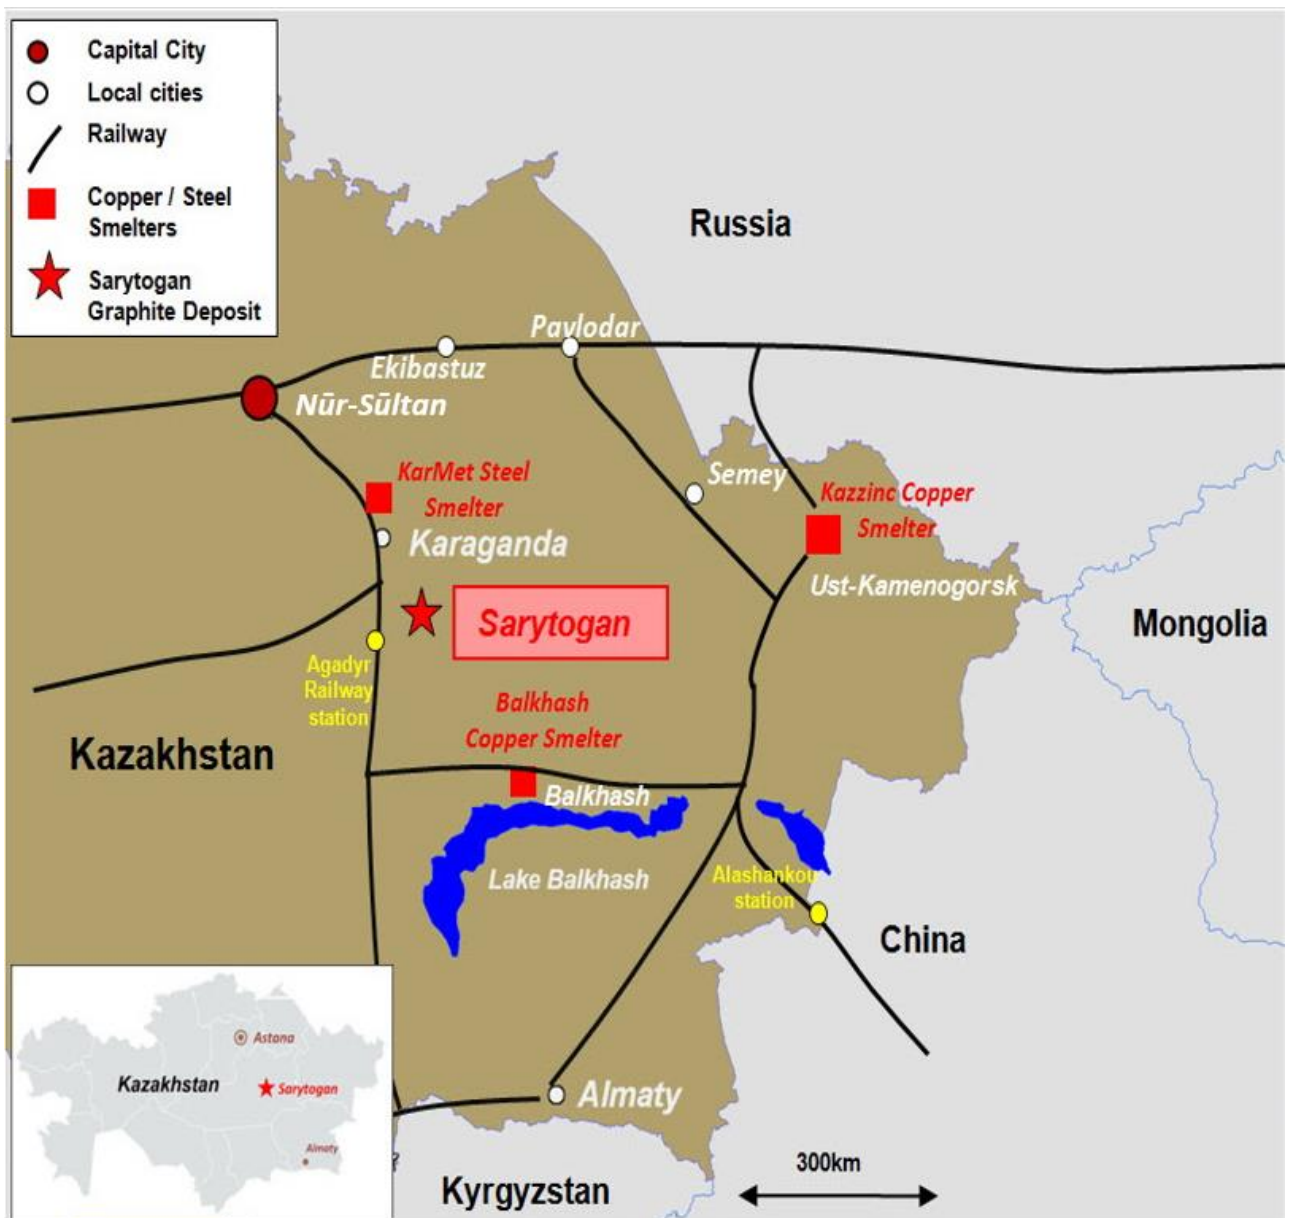 Capital City
Local cities
Railway
Copper / Steel
Smelters
Sarytogan
Graphite Deposit
Russia
Pavlodar
Ekibastuz
Nūr-Sūltan
KarMet Steel
Smelter
Semey
Kazzinc Copper
Smelter
Karaganda
Ust-Kamenogorsk
Sarytogan
Mongolia
Agadyr
Railway
station
Balkhash
Copper Smelter
Kazakhstan
Balkhash
Lake Balkhash
Alashankou
station
China
Astana
Kazakhstan
Sarytogan
Almaty
Almaty
300km
Kyrgyzstan